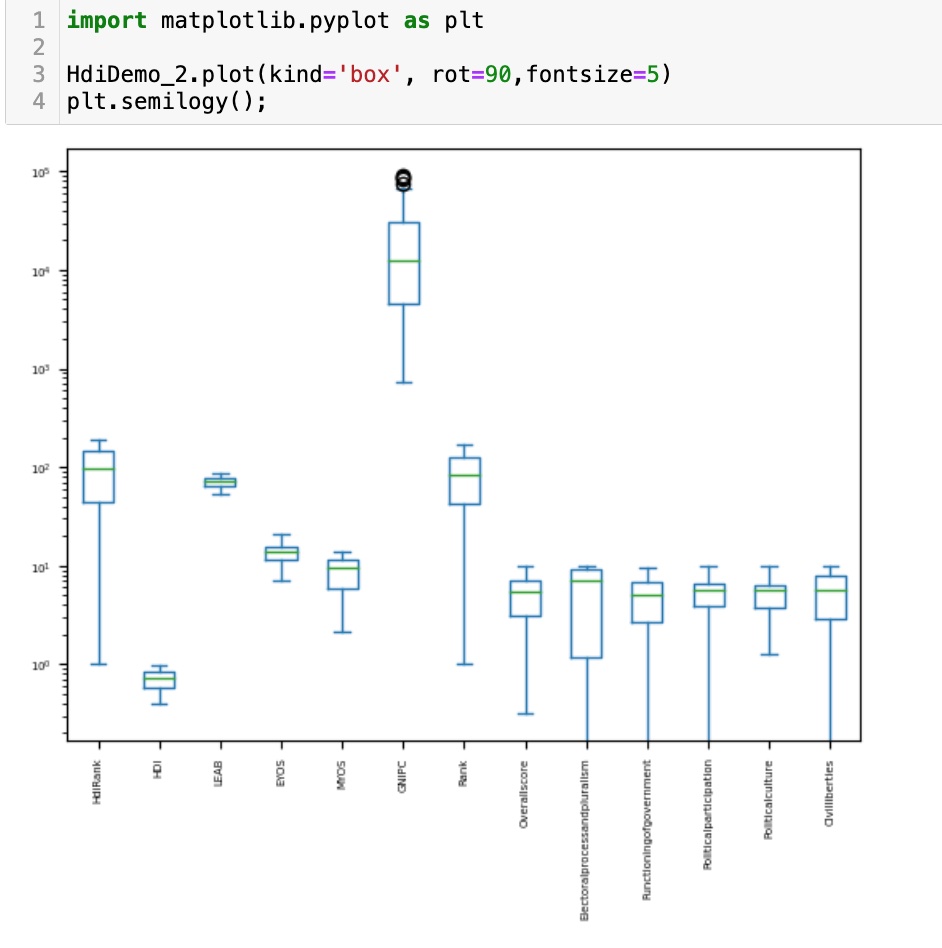 1 import matplotlib.pyplot as plt
2
3 HdiDemo_2.plot(kind='box', rot=90,fontsize=5)
4 plt.semilogy();
10⁵
10⁴
10³
10²
10¹
10⁰
HdiRank
HDI
LEAB
EYOS
MYOS
GNIPC
Rank
Overallscore
Electoralprocessandpluralism
Functioningofgovernment
Politicalparticipation
Politicalculture
Civilliberties